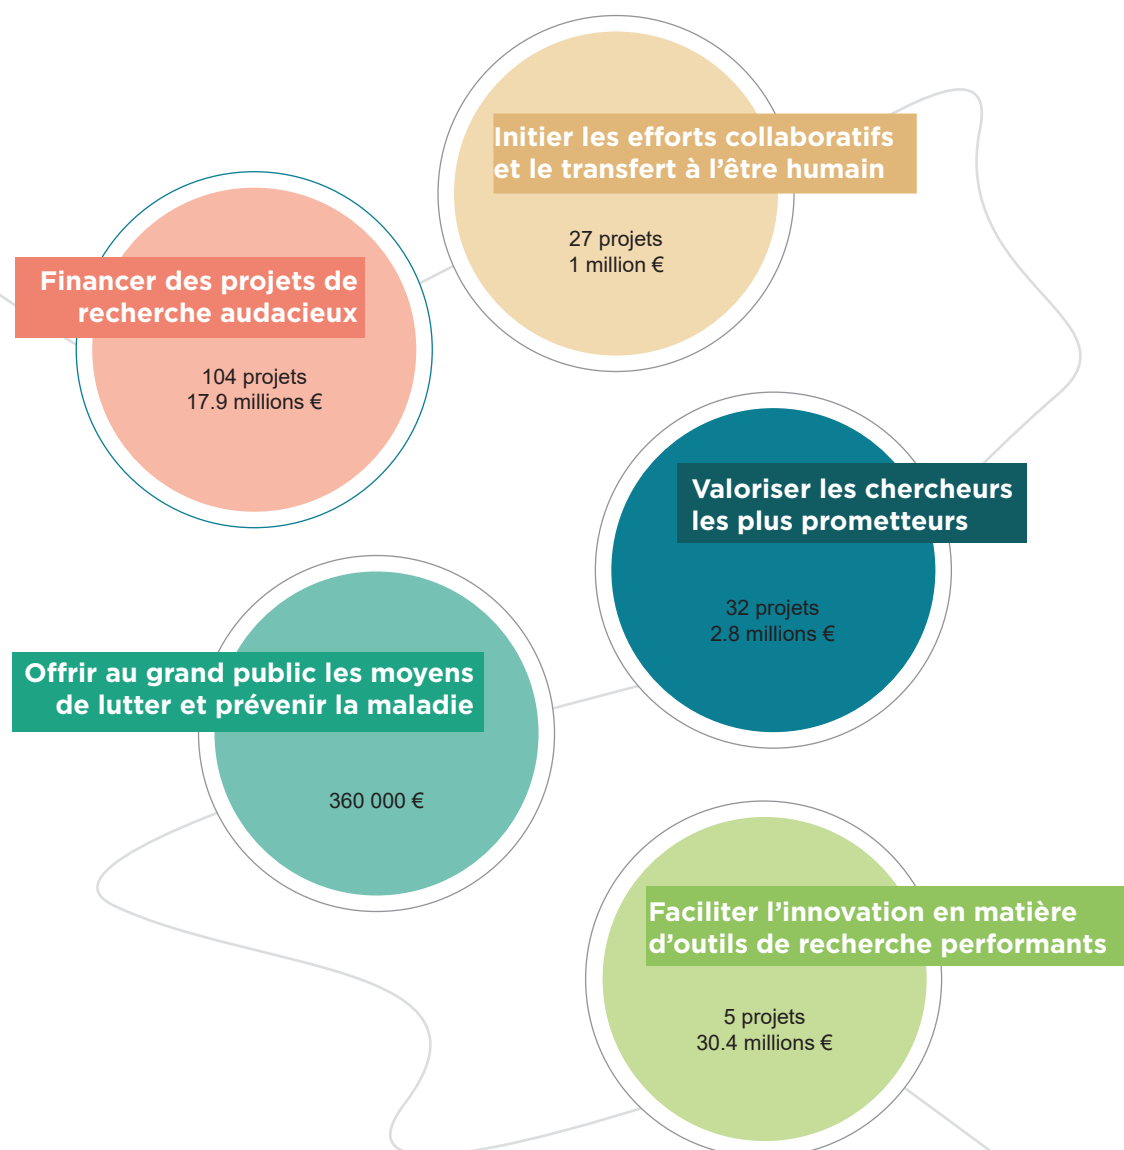 Initier les efforts collaboratifs
et le transfert à l’être humain
27 projets
1 million €
Financer des projets de
recherche audacieux
104 projets
17.9 millions €
Valoriser les chercheurs
les plus prometteurs
32 projets
2.8 millions €
Offrir au grand public les moyens
de lutter et prévenir la maladie
360 000 €
Faciliter l’innovation en matière
d’outils de recherche performants
5 projets
30.4 millions €